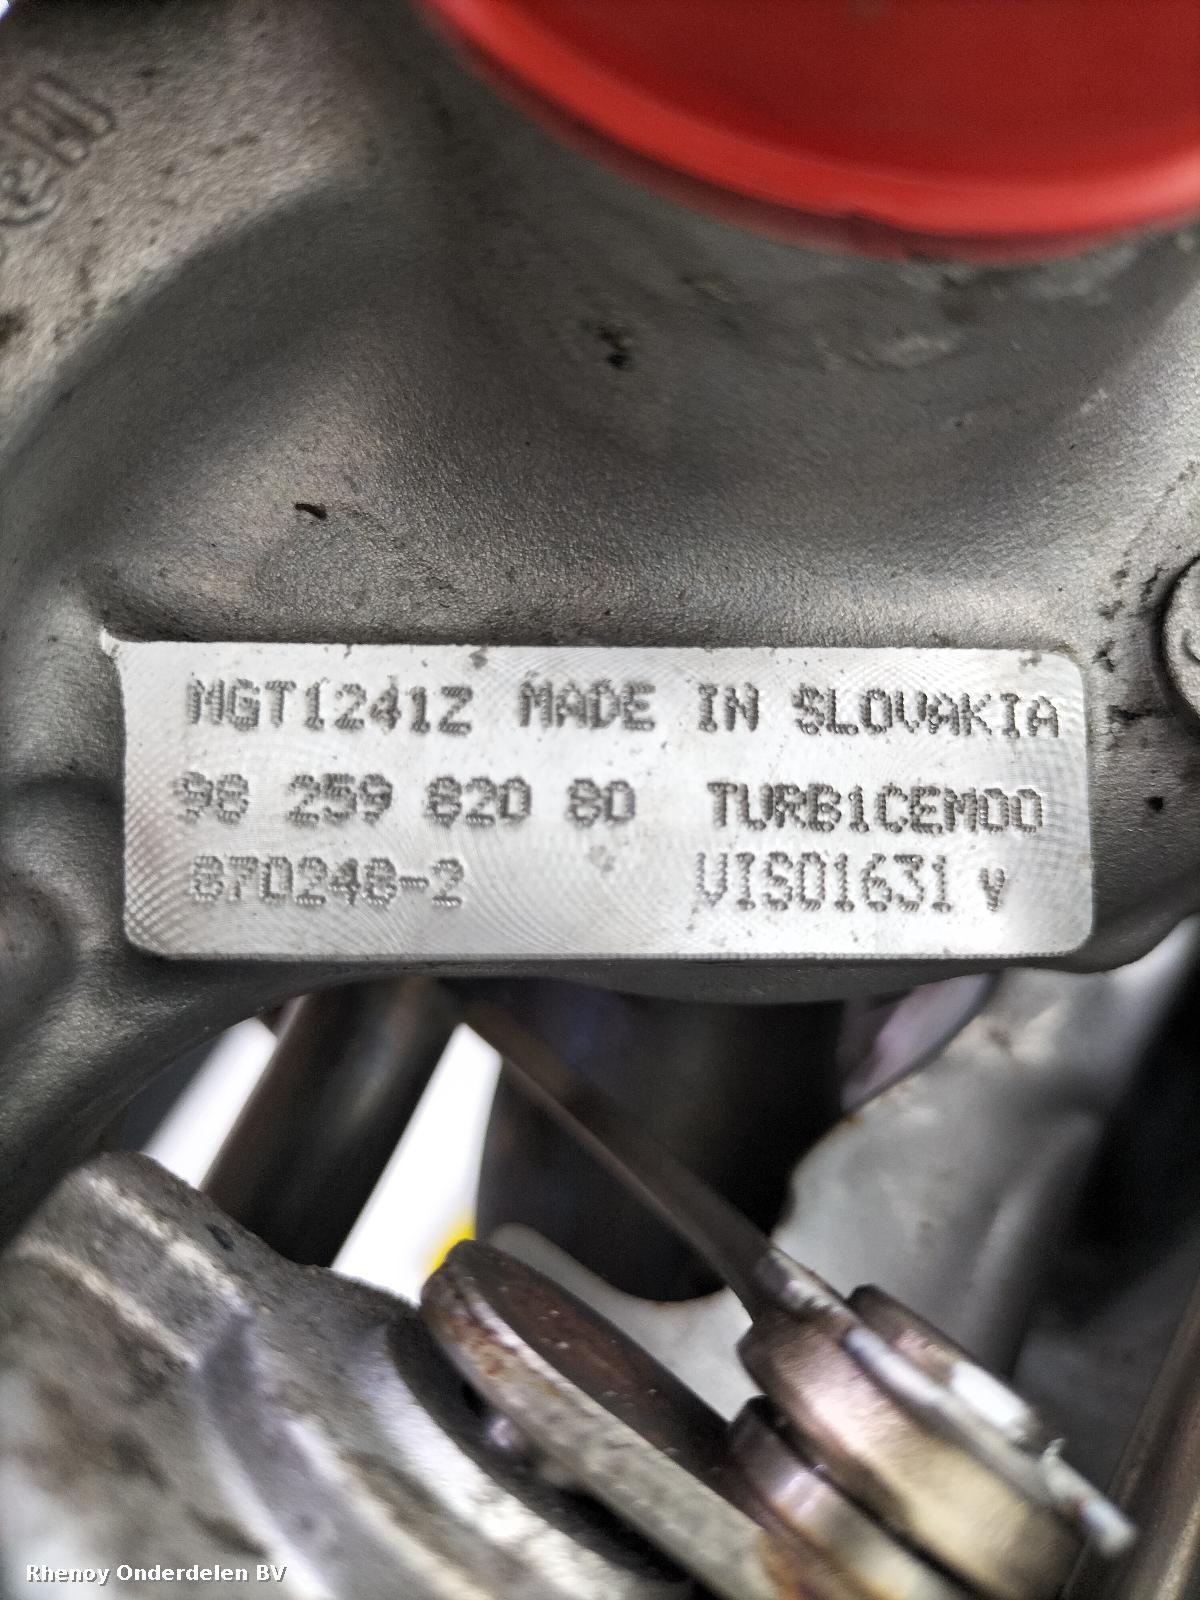 MGT1241Z MADE IN SLOVAKIA
98 259 820 80 TURB1CEM00
870248-2 VIS01631 v
Rhenoy Onderdelen BV